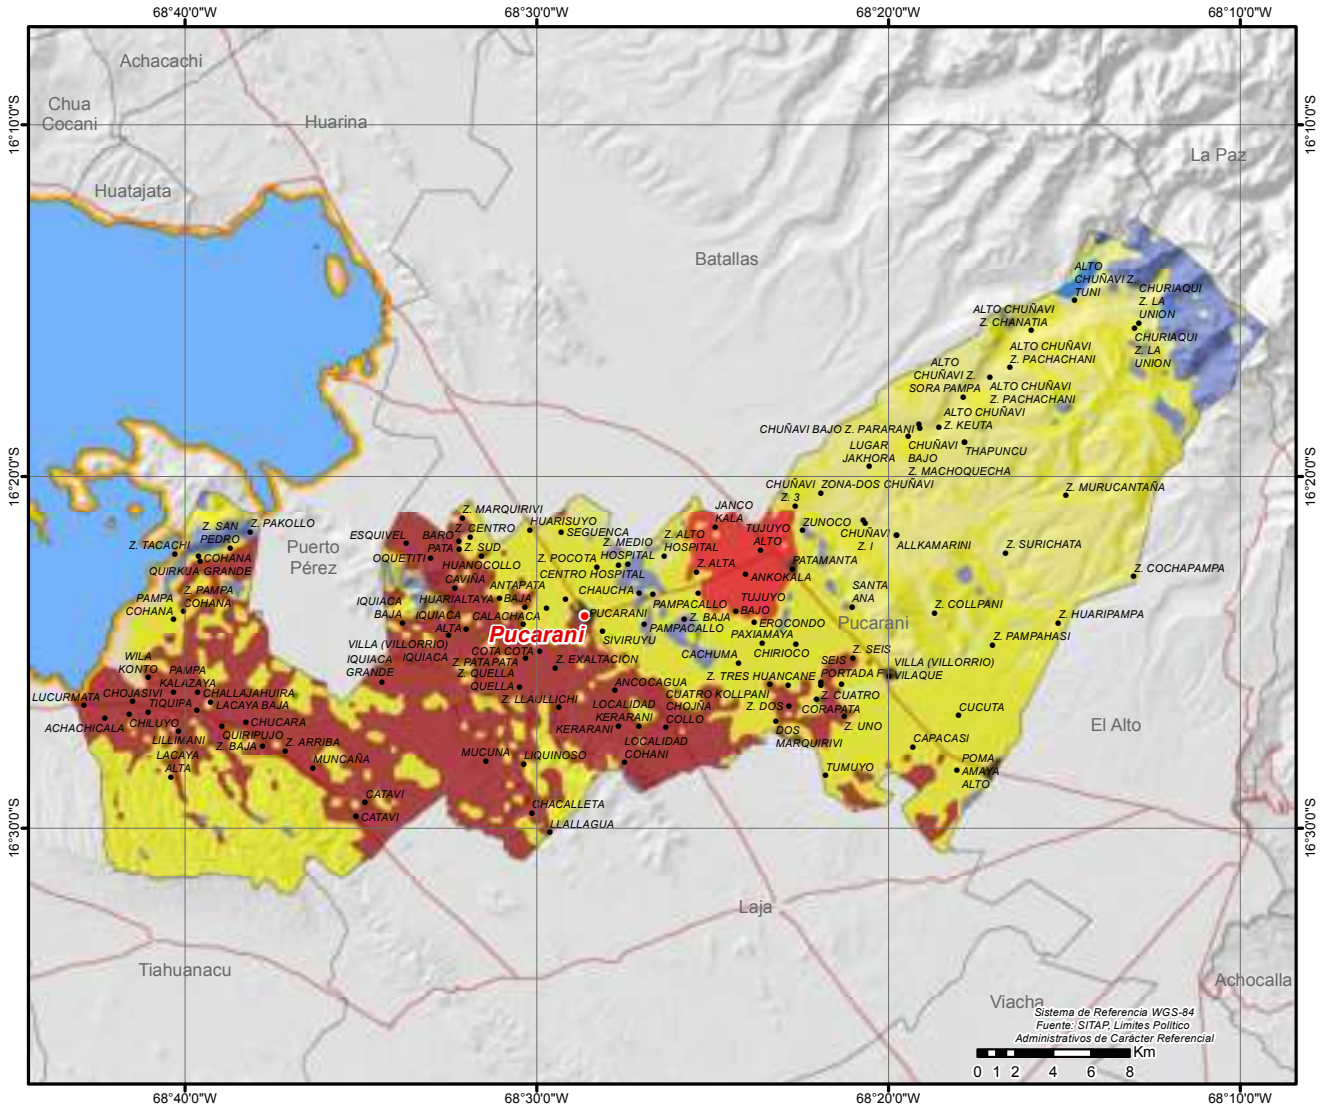 68°40'0"W
68°30'0"W
68°20'0"W
68°10'0"W
16°10'0"S
16°10'0"S
16°20'0"S
16°20'0"S
16°30'0"S
16°30'0"S
Achacachi
Chua
Cocani
Huarina
Huatajata
La Paz
Batallas
Puerto
Pérez
Pucarani
El Alto
Laja
Tiahuanacu
Viacha
Achocalla
ALTO
CHUÑAVI Z.
TUNI
CHURIAQUI
Z. LA
UNION
CHURIAQUI
Z. LA
UNION
ALTO CHUÑAVI
Z. CHANATIA
ALTO CHUÑAVI
Z. PACHACHANI
ALTO
CHUÑAVI Z.
SORA PAMPA
ALTO CHUÑAVI
Z. PACHACHANI
ALTO CHUÑAVI
Z. KEUTA
CHUÑAVI BAJO Z. PARARANI
LUGAR
JAKHORA
CHUÑAVI
BAJO
Z. MACHOQUECHA
THAPUNCU
CHUÑAVI
Z. 3
ZONA-DOS CHUÑAVI
Z. MURUCANTAÑA
ZUNOCO
CHUÑAVI
Z. I
ALLKAMARINI
Z. SURICHATA
Z. COCHAPAMPA
PATAMANTA
SANTA
ANA
Z. COLLPANI
Z. HUARIPAMPA
Z. PAMPAHASI
JANCO
KALA
TUJUYO
ALTO
Z. ALTO
HOSPITAL
Z. ALTA
ANKOKALA
TUJUYO
BAJO
Z. MEDIO
HOSPITAL
Z. POCOTA
CENTRO HOSPITAL
CHAUCHA
PAMPACALLO
Z. BAJA
PAMPACALLO
EROCONDO
PAXIAMAYA
CHIRIOCO
CACHUMA
Z. SEIS
SEIS
PORTADA F
VILLA (VILLORRIO)
VILAQUE
Z. TRES HUANCANE
Z. CUATRO
CORAPATA
Z. DOS
Z. UNO
DOS
MARQUIRIVI
CUCUTA
CAPACASI
TUMUYO
POMA
AMAYA
ALTO
Z. MARQUIRIVI
HUARISUYO
SEGUENCA
ESQUIVEL
BARO
PATA
Z. CENTRO
Z. SUD
OQUETITI
HUANOCOLLO
CAVIÑA
ANTAPATA
HUARIALTAYA
BAJA
IQUIACA
BAJA
IQUIACA
ALTA
CALACHACA
PUCARANI
Pucarani
SIVIRUYU
VILLA (VILLORRIO)
IQUIACA
IQUIACA
GRANDE
COTA COTA
Z. PATAPATA
Z. EXALTACION
Z. QUELLA
QUELLA
Z. LLAULLICHI
ANCOCAGUA
CUATRO KOLLPANI
LOCALIDAD
KERARANI
KERARANI
CHOJÑA
COLLO
LOCALIDAD
COHANI
MUCUNA
LIQUINOSO
CHACALLETA
LLALLAGUA
Z. SAN
PEDRO
Z. PAKOLLO
Z. TACACHI
COHANA
GRANDE
QUIRKUA
Z. PAMPA
COHANA
PAMPA
COHANA
WILA
KONTO
PAMPA
KALAZAYA
LUCURMATA
CHOJASIVI
CHALLAJAHUIRA
LACAYA BAJA
TIQUIPA
ACHACHICALA
CHILUYO
LILLIMANI
CHUCARA
QUIRIPUJO
Z. BAJA
Z. ARRIBA
LACAYA
ALTA
MUNCAÑA
CATAVI
CATAVI
Sistema de Referencia WGS-84
Fuente: SITAP, Limites Político
Administrativos de Carácter Referencial
Km
0 1 2 4 6 8
68°40'0"W
68°30'0"W
68°20'0"W
68°10'0"W